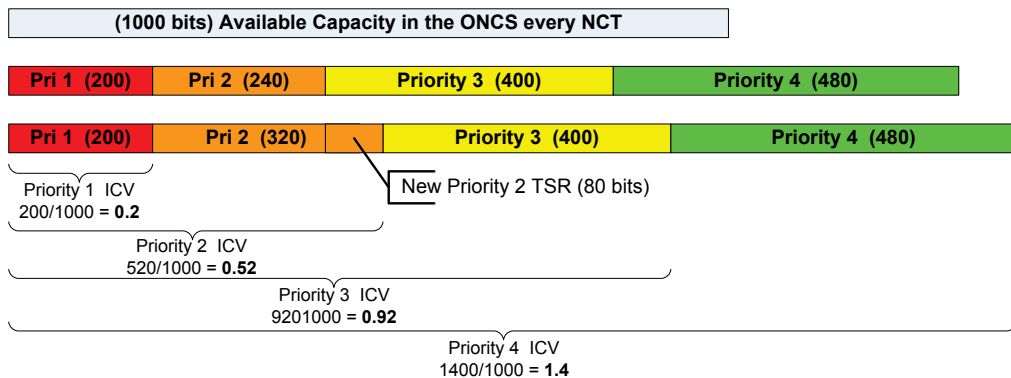 (1000 bits) Available Capacity in the ONCS every NCT
Pri 1 (200) Pri 2 (240) Priority 3 (400) Priority 4 (480)
Pri 1 (200) Pri 2 (320) Priority 3 (400) Priority 4 (480)
New Priority 2 TSR (80 bits)
Priority 1 ICV
200/1000 = 0.2
Priority 2 ICV
520/1000 = 0.52
Priority 3 ICV
9201000 = 0.92
Priority 4 ICV
1400/1000 = 1.4